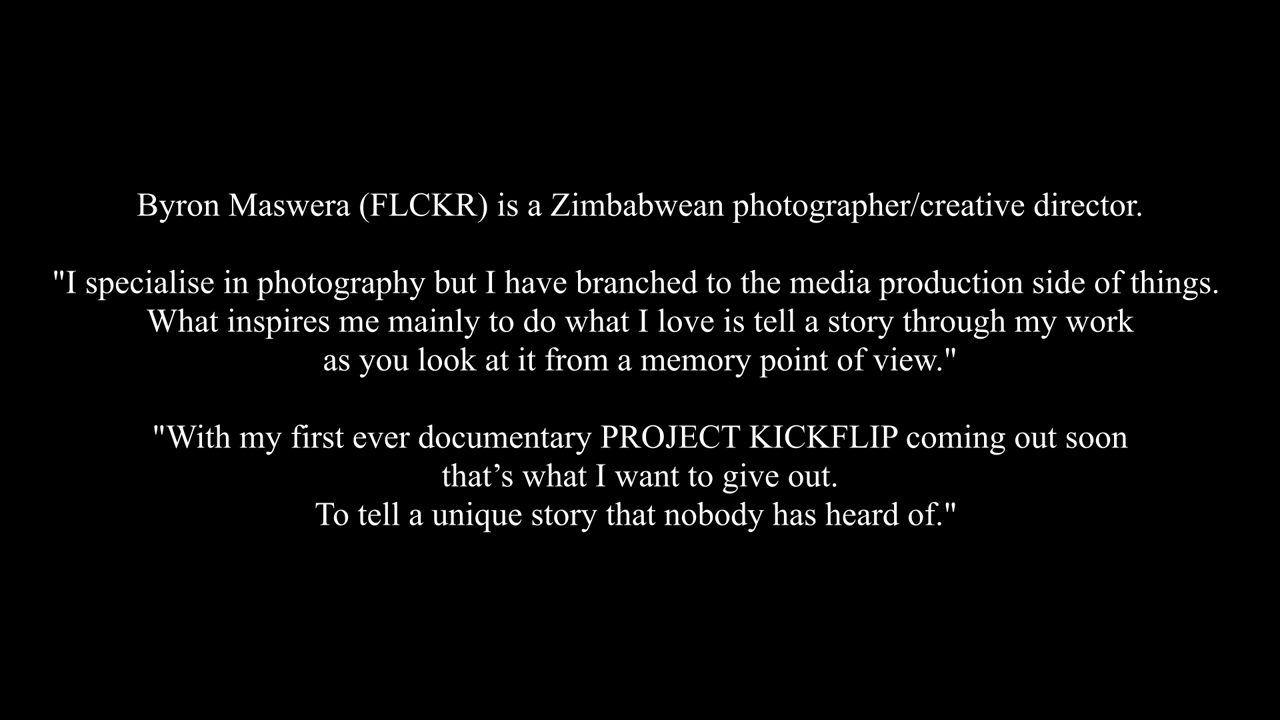 Byron Maswera (FLCKR) is a Zimbabwean photographer/creative director.
"I specialise in photography but I have branched to the media production side of things.
What inspires me mainly to do what I love is tell a story through my work
as you look at it from a memory point of view."
"With my first ever documentary PROJECT KICKFLIP coming out soon
that’s what I want to give out.
To tell a unique story that nobody has heard of."